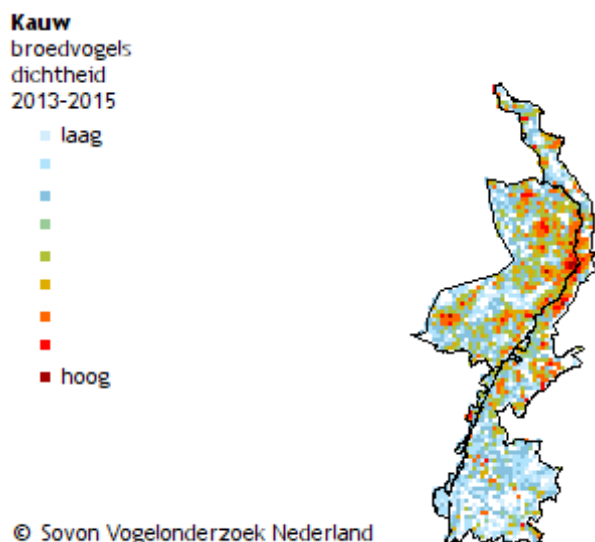 Kauw
broedvogels
dichtheid
2013-2015
laag
hoog
© Sovon Vogelonderzoek Nederland